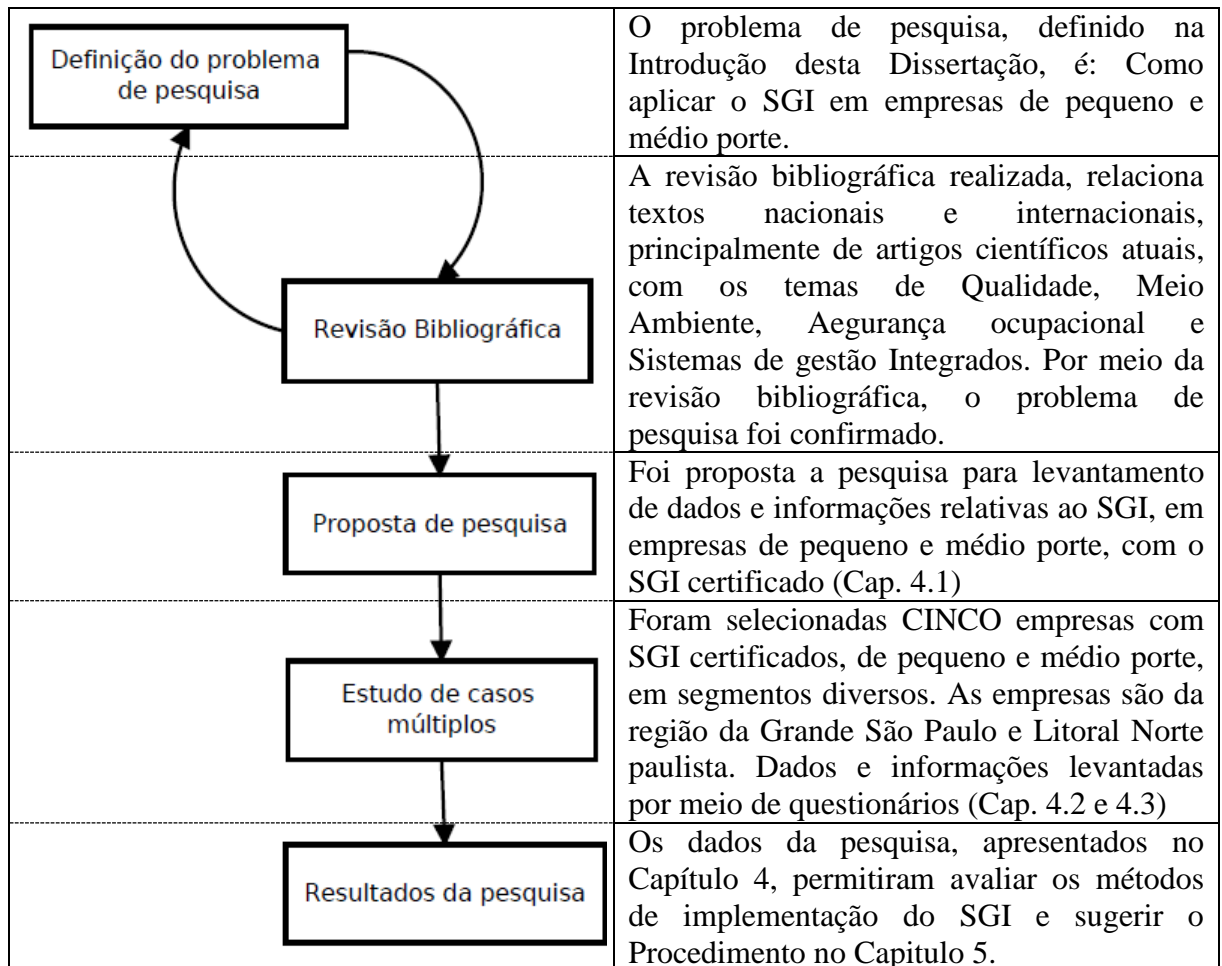 Definição do problema
de pesquisa
O problema de pesquisa, definido na
Introdução desta Dissertação, é: Como
aplicar o SGI em empresas de pequeno e
médio porte.
Revisão Bibliográfica
A revisão bibliográfica realizada, relaciona
textos nacionais e internacionais,
principalmente de artigos científicos atuais,
com os temas de Qualidade, Meio
Ambiente, Aegurança ocupacional e
Sistemas de gestão Integrados. Por meio da
revisão bibliográfica, o problema de
pesquisa foi confirmado.
Proposta de pesquisa
Foi proposta a pesquisa para levantamento
de dados e informações relativas ao SGI, em
empresas de pequeno e médio porte, com o
SGI certificado (Cap. 4.1)
Estudo de casos
múltiplos
Foram selecionadas CINCO empresas com
SGI certificados, de pequeno e médio porte,
em segmentos diversos. As empresas são da
região da Grande São Paulo e Litoral Norte
paulista. Dados e informações levantadas
por meio de questionários (Cap. 4.2 e 4.3)
Resultados da pesquisa
Os dados da pesquisa, apresentados no
Capítulo 4, permitiram avaliar os métodos
de implementação do SGI e sugerir o
Procedimento no Capitulo 5.